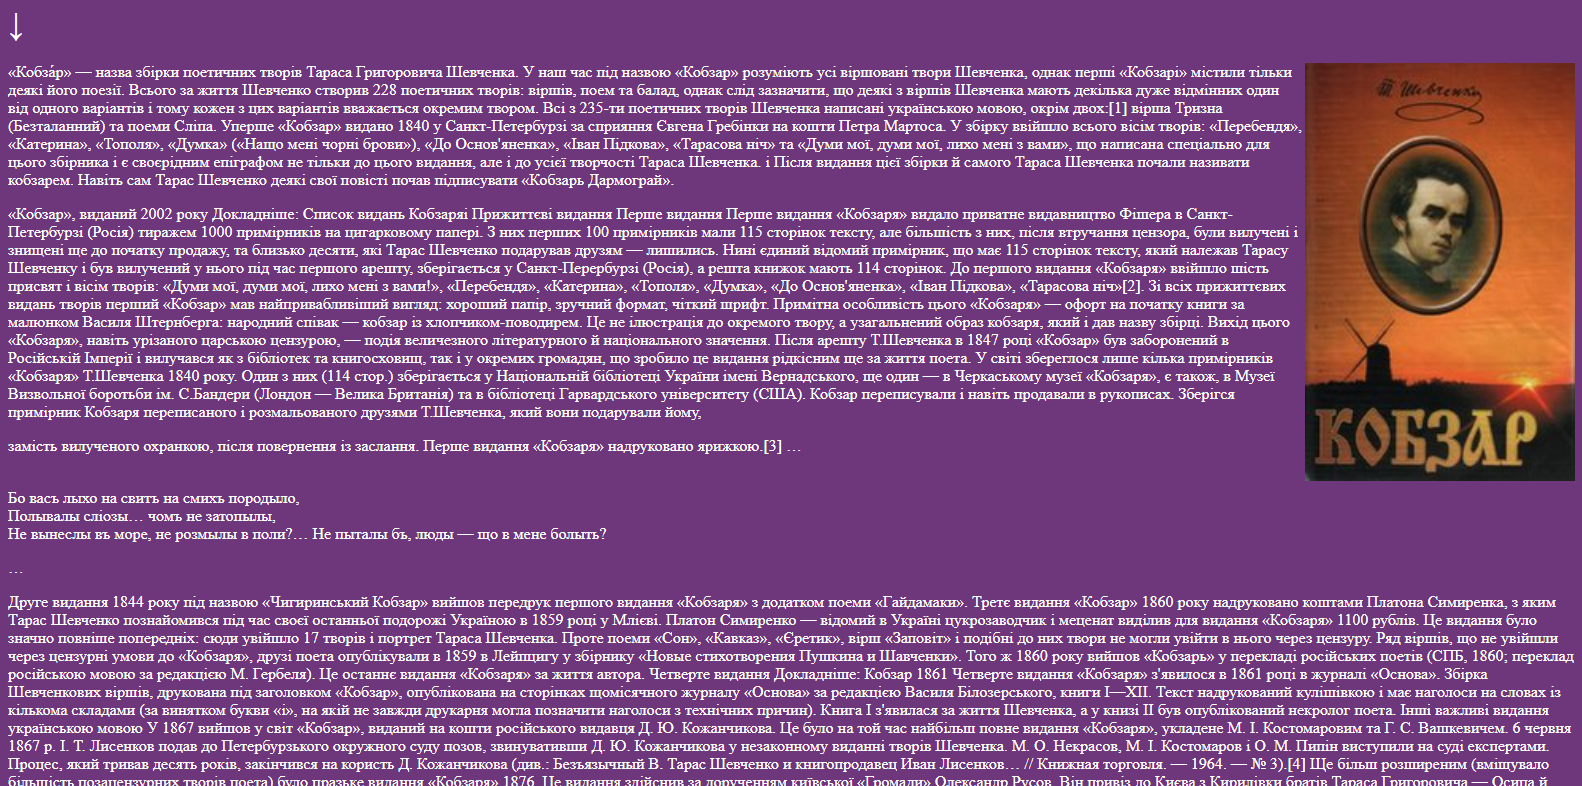 ↓
«Кобза́р» — назва збірки поетичних творів Тараса Григоровича Шевченка. У наш час під назвою «Кобзар» розуміють усі віршовані твори Шевченка, однак перші «Кобзарі» містили тільки
деякі його поезії. Всього за життя Шевченко створив 228 поетичних творів: віршів, поем та балад, однак слід зазначити, що деякі з віршів Шевченка мають декілька дуже відмінних один
від одного варіантів і тому кожен з цих варіантів вважається окремим твором. Всі з 235-ти поетичних творів Шевченка написані українською мовою, окрім двох:[1] вірша Тризна
(Безталанний) та поеми Сліпа. Уперше «Кобзар» видано 1840 у Санкт-Петербурзі за сприяння Євгена Гребінки на кошти Петра Мартоса. У збірку ввійшло всього вісім творів: «Перебендя»,
«Катерина», «Тополя», «Думка» («Нащо мені чорні брови»), «До Основ'яненка», «Іван Підкова», «Тарасова ніч» та «Думи мої, думи мої, лихо мені з вами», що написана спеціально для
цього збірника і є своєрідним епіграфом не тільки до цього видання, але і до усієї творчості Тараса Шевченка. і Після видання цієї збірки й самого Тараса Шевченка почали називати
кобзарем. Навіть сам Тарас Шевченко деякі свої повісті почав підписувати «Кобзарь Дармограй».
Т. Шевченко
КОБЗАР
«Кобзар», виданий 2002 року Докладніше: Список видань Кобзаряі Прижиттєві видання Перше видання Перше видання «Кобзаря» видало приватне видавництво Фішера в Санкт-
Петербурзі (Росія) тиражем 1000 примірників на цигарковому папері. З них перших 100 примірників мали 115 сторінок тексту, але більшість з них, після втручання цензора, були вилучені і
знищені ще до початку продажу, та близько десяти, які Тарас Шевченко подарував друзям — лишились. Нині єдиний відомий примірник, що має 115 сторінок тексту, який належав Тарасу
Шевченку і був вилучений у нього під час першого арешту, зберігається у Санкт-Перербурзі (Росія), а решта книжок мають 114 сторінок. До першого видання «Кобзаря» ввійшло шість
присвят і вісім творів: «Думи мої, думи мої, лихо мені з вами!», «Перебендя», «Катерина», «Тополя», «Думка», «До Основ'яненка», «Іван Підкова», «Тарасова ніч»[2]. Зі всіх прижиттєвих
видань творів перший «Кобзар» мав найпривабливіший вигляд: хороший папір, зручний формат, чіткий шрифт. Примітна особливість цього «Кобзаря» — офорт на початку книги за
малюнком Василя Штернберга: народний співак — кобзар із хлопчиком-поводирем. Це не ілюстрація до окремого твору, а узагальнений образ кобзаря, який і дав назву збірці. Вихід цього
«Кобзаря», навіть урізаного царською цензурою, — подія величезного літературного й національного значення. Після арешту Т.Шевченка в 1847 році «Кобзар» був заборонений в
Російській Імперії і вилучався як з бібліотек та книгосховищ, так і у окремих громадян, що зробило це видання рідкісним ще за життя поета. У світі збереглося лише кілька примірників
«Кобзаря» Т.Шевченка 1840 року. Один з них (114 стор.) зберігається у Національній бібліотеці України імені Вернадського, ще один — в Черкаському музеї «Кобзаря», є також, в Музеї
Визвольної боротьби ім. С.Бандери (Лондон — Велика Британія) та в бібліотеці Гарвардського університету (США). Кобзар переписували і навіть продавали в рукописах. Зберігся
примірник Кобзаря переписаного і розмальованого друзями Т.Шевченка, який вони подарували йому,
замість вилученого охранкою, після повернення із заслання. Перше видання «Кобзаря» надруковано ярижкою.[3] …
Бо васъ лыхо на свитъ на смихъ породыло,
Полывалы сліозы… чомъ не затопылы,
Не вынеслы въ море, не розмылы в поли?… Не пыталы бъ, люды — що в мене болыть?
…
Друге видання 1844 року під назвою «Чигиринський Кобзар» вийшов передрук першого видання «Кобзаря» з додатком поеми «Гайдамаки». Третє видання «Кобзар» 1860 року надруковано коштами Платона Симиренка, з яким
Тарас Шевченко познайомився під час своєї останньої подорожі Україною в 1859 році у Млієві. Платон Симиренко — відомий в Україні цукрозаводчик і меценат виділив для видання «Кобзаря» 1100 рублів. Це видання було
значно повніше попередніх: сюди увійшло 17 творів і портрет Тараса Шевченка. Проте поеми «Сон», «Кавказ», «Єретик», вірш «Заповіт» і подібні до них твори не могли увійти в нього через цензуру. Ряд віршів, що не увійшли
через цензурні умови до «Кобзаря», друзі поета опублікували в 1859 в Лейпцигу у збірнику «Новые стихотворения Пушкина и Шавченки». Того ж 1860 року вийшов «Кобзарь» у перекладі російських поетів (СПБ, 1860; переклад
російською мовою за редакцією М. Гербеля). Це останнє видання «Кобзаря» за життя автора. Четверте видання Докладніше: Кобзар 1861 Четверте видання «Кобзаря» з'явилося в 1861 році в журналі «Основа». Збірка
Шевченкових віршів, друкована під заголовком «Кобзар», опублікована на сторінках щомісячного журналу «Основа» за редакцією Василя Білозерського, книги I—XII. Текст надрукований кулішівкою і має наголоси на словах із
кількома складами (за винятком букви «і», на якій не завжди друкарня могла позначити наголоси з технічних причин). Книга I з'явилася за життя Шевченка, а у книзі II був опублікований некролог поета. Інші важливі видання
українською мовою У 1867 вийшов у світ «Кобзар», виданий на кошти російського видавця Д. Ю. Кожанчикова. Це було на той час найбільш повне видання «Кобзаря», укладене М. І. Костомаровим та Г. С. Вашкевичем. 6 червня
1867 р. І. Т. Лисенков подав до Петербурзького окружного суду позов, звинувативши Д. Ю. Кожанчикова у незаконному виданні творів Шевченка. М. О. Некрасов, М. І. Костомаров і О. М. Пипін виступили на суді експертами.
Процес, який тривав десять років, закінчився на користь Д. Кожанчикова (див.: Безъязычный В. Тарас Шевченко и книгопродавец Иван Лисенков… // Книжная торговля. — 1964. — № 3).[4] Ще більш розширеним (вміщувало
більшість позацензурних творів поета) було празьке видання «Кобзаря» 1876. Це видання здійснив за дорученням київської «Громади» Олександр Русов. Він привіз до Києва з Кирилівки братів Тараса Григоровича — Осипа й